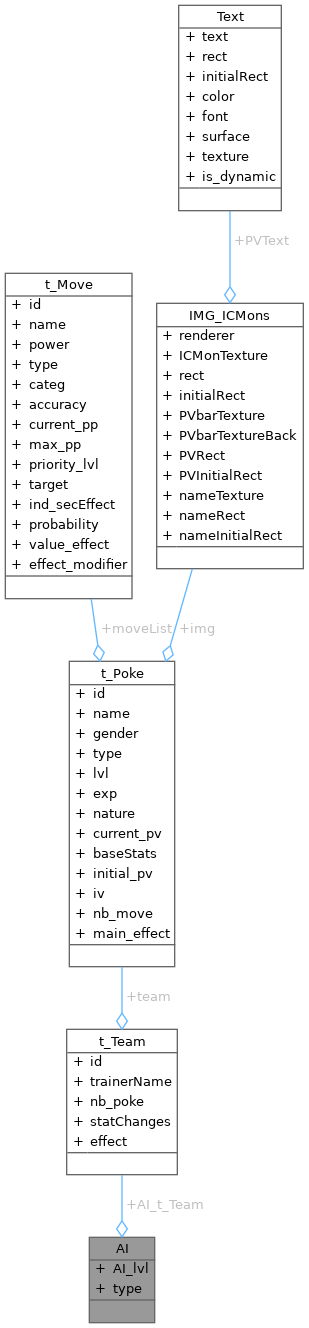 Text
+ text
+ rect
+ initialRect
+ color
+ font
+ surface
+ texture
+ is_dynamic
+PVText
t_Move
+ id
+ name
+ power
+ type
+ categ
+ accuracy
+ current_pp
+ max_pp
+ priority_lvl
+ target
+ ind_secEffect
+ probability
+ value_effect
+ effect_modifier
IMG_ICMons
+ renderer
+ ICMonTexture
+ rect
+ initialRect
+ PVbarTexture
+ PVbarTextureBack
+ PVRect
+ PVInitialRect
+ nameTexture
+ nameRect
+ nameInitialRect
+moveList
+img
t_Poke
+ id
+ name
+ gender
+ type
+ lvl
+ exp
+ nature
+ current_pv
+ baseStats
+ initial_pv
+ iv
+ nb_move
+ main_effect
+team
t_Team
+ id
+ trainerName
+ nb_poke
+ statChanges
+ effect
+AI_t_Team
AI
+ AI_lvl
+ type